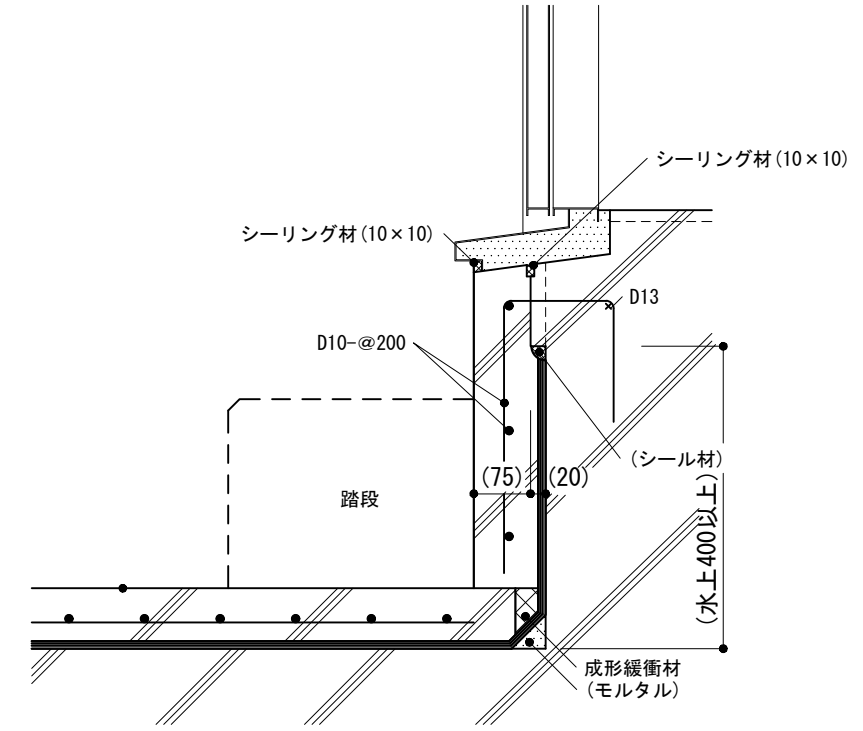 シーリング材(10×10)
シーリング材(10×10)
D13
D10-@200
(シール材)
(75)
(20)
踏段
(水上400以上)
成形緩衝材
(モルタル)